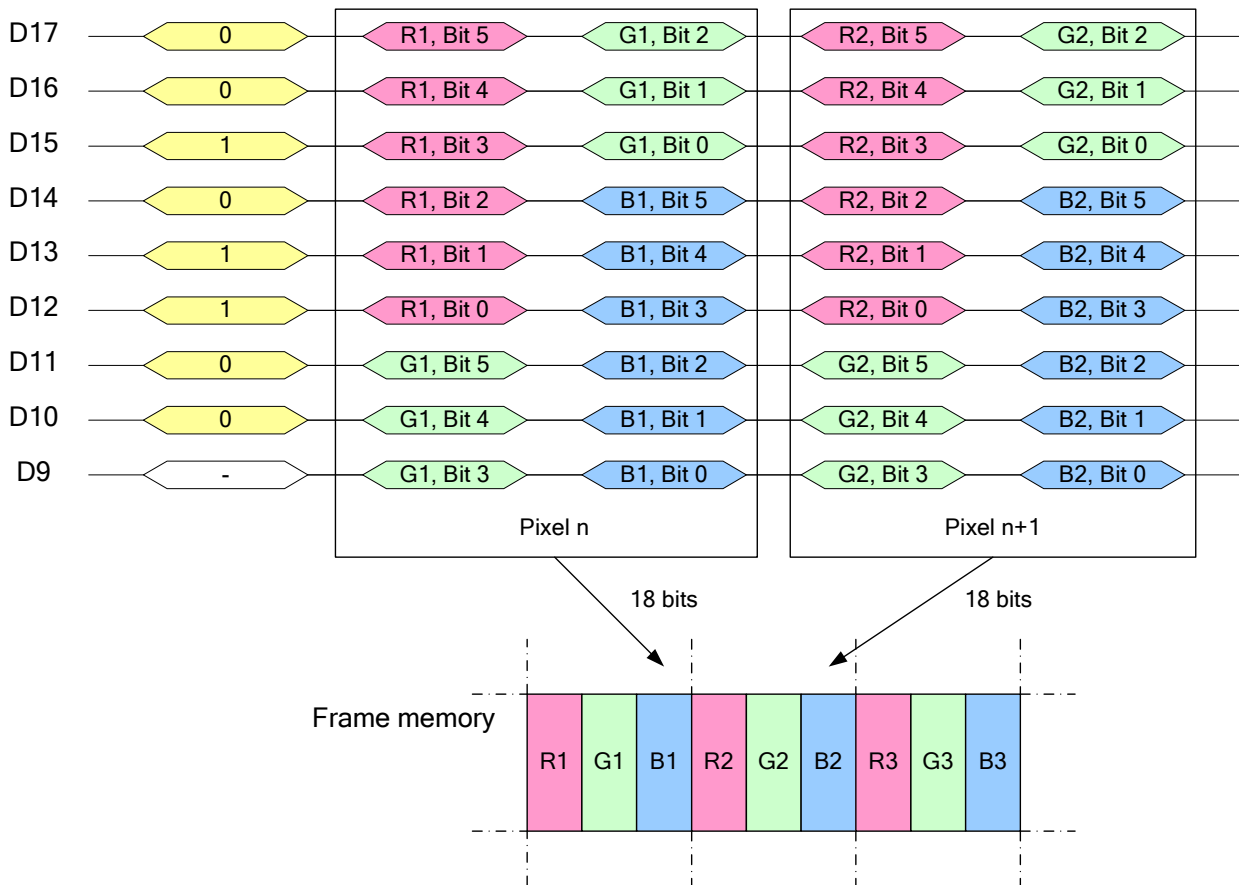 D17 0 R1, Bit 5 G1, Bit 2 R2, Bit 5 G2, Bit 2
D16 0 R1, Bit 4 G1, Bit 1 R2, Bit 4 G2, Bit 1
D15 1 R1, Bit 3 G1, Bit 0 R2, Bit 3 G2, Bit 0
D14 0 R1, Bit 2 B1, Bit 5 R2, Bit 2 B2, Bit 5
D13 1 R1, Bit 1 B1, Bit 4 R2, Bit 1 B2, Bit 4
D12 1 R1, Bit 0 B1, Bit 3 R2, Bit 0 B2, Bit 3
D11 0 G1, Bit 5 B1, Bit 2 G2, Bit 5 B2, Bit 2
D10 0 G1, Bit 4 B1, Bit 1 G2, Bit 4 B2, Bit 1
D9 - G1, Bit 3 B1, Bit 0 G2, Bit 3 B2, Bit 0
Pixel n Pixel n+1
18 bits 18 bits
Frame memory
R1 G1 B1 R2 G2 B2 R3 G3 B3